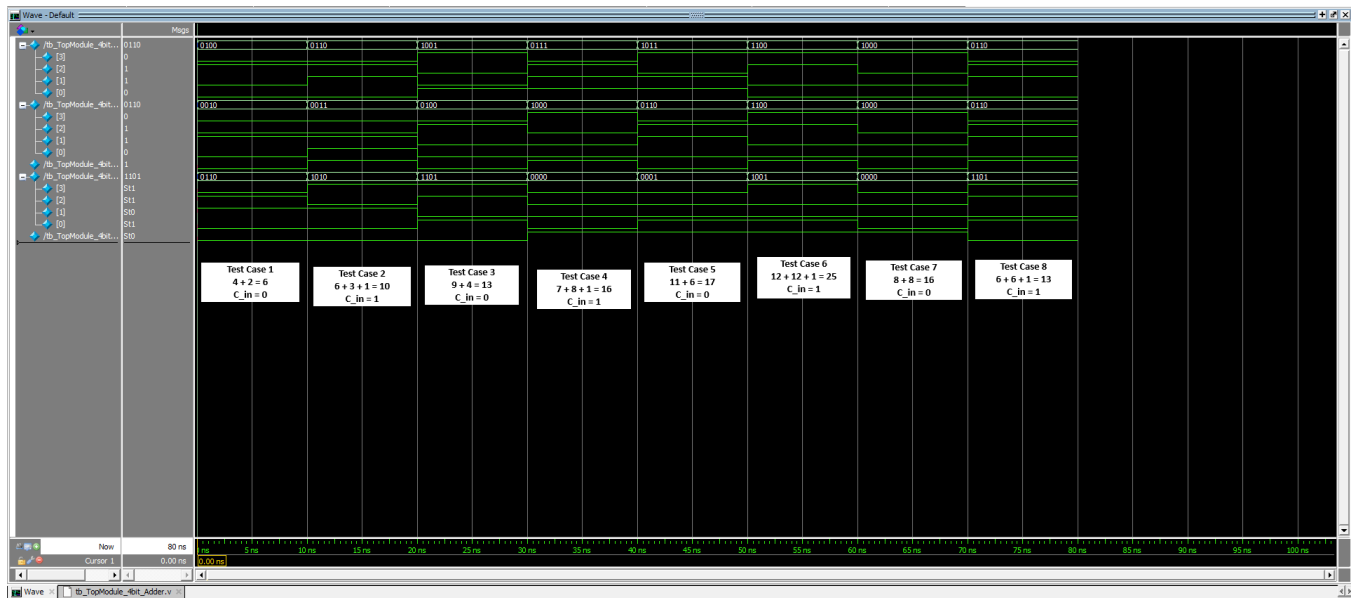 Wave - Default
Msgs
/tb_TopModule_4bit... 0110 0100 0110 1001 0111 1011 1100 1000 0110
[3] 0
[2] 1
[1] 1
[0] 0
/tb_TopModule_4bit... 0110 0010 0011 0100 1000 0110 1100 1000 0110
[3] 0
[2] 1
[1] 1
[0] 0
/tb_TopModule_4bit... 1
/tb_TopModule_4bit... 1101 0110 1010 1101 0000 0001 1001 0000 1101
[3] St1
[2] St1
[1] St0
[0] St1
/tb_TopModule_4bit... St0
Test Case 1
4 + 2 = 6
C_in = 0
Test Case 2
6 + 3 + 1 = 10
C_in = 1
Test Case 3
9 + 4 = 13
C_in = 0
Test Case 4
7 + 8 + 1 = 16
C_in = 1
Test Case 5
11 + 6 = 17
C_in = 0
Test Case 6
12 + 12 + 1 = 25
C_in = 1
Test Case 7
8 + 8 = 16
C_in = 0
Test Case 8
6 + 6 + 1 = 13
C_in = 1
Now 80 ns ns 5 ns 10 ns 15 ns 20 ns 25 ns 30 ns 35 ns 40 ns 45 ns 50 ns 55 ns 60 ns 65 ns 70 ns 75 ns 80 ns 85 ns 90 ns 95 ns 100 ns
Cursor 1 0.00 ns 0.00 ns
Wave tb_TopModule_4bit_Adder.v